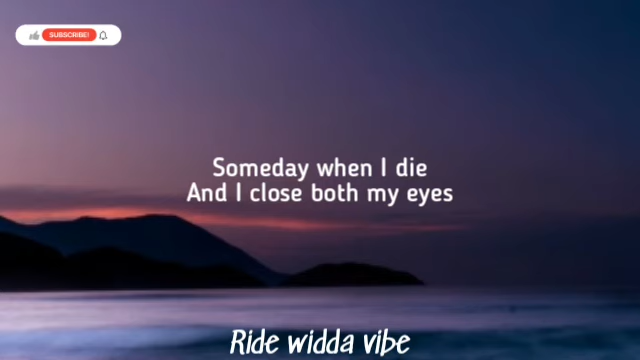 SUBSCRIBE!
Someday when I die
And I close both my eyes
Ride widda vibe